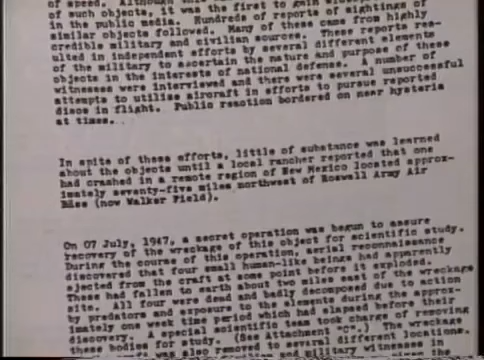 of speed. Although this
of such objects, it was the first to gain
in the public media. Hundreds of reports of sightings of
similar objects followed. Many of these came from highly
credible military and civilian sources. These reports res-
ulted in independent efforts by several different elements
of the military to ascertain the nature and purpose of these
objects in the interests of national defense. A number of
witnesses were interviewed and there were several unsuccessful
attempts to utilize aircraft in efforts to pursue reported
discs in flight. Public reaction bordered on near hysteria
at times.
In spite of these efforts, little of substance was learned
about the objects until a local rancher reported that one
had crashed in a remote region of New Mexico located approx-
imately seventy-five miles northwest of Roswell Army Air
Base (now Walker Field).
On 07 July, 1947, a secret operation was begun to assure
recovery of the wreckage of this object for scientific study.
During the course of this operation, aerial reconnaissance
discovered that four small human-like beings had apparently
ejected from the craft at some point before it exploded.
These had fallen to earth about two miles east of the wreckage
site. All four were dead and badly decomposed due to action
by predators and exposure to the elements during the approx-
imately one week time period which had elapsed before their
discovery. A special scientific team took charge of removing
these bodies for study. (See Attachment "C".) The wreckage
of the craft was also removed to several different locations.
and military witnesses in